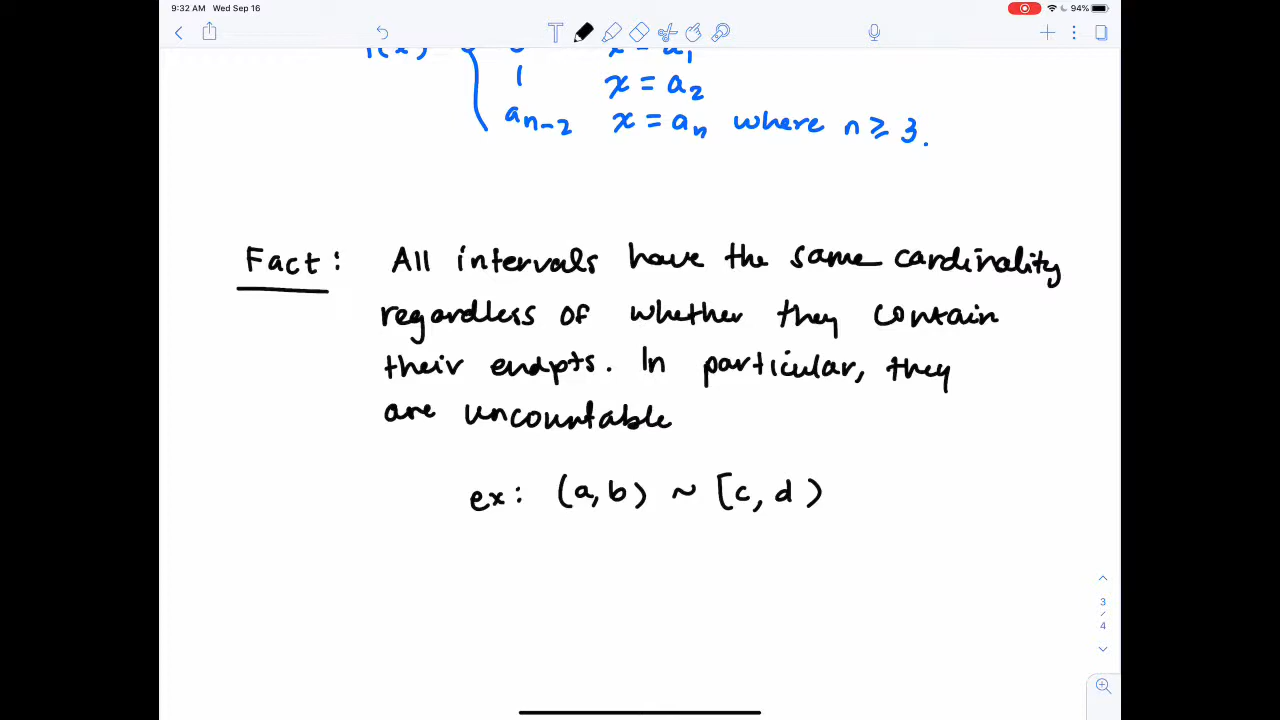 9:32 AM Wed Sep 16
94%
x = a₁
1 x = a₂
aₙ₋₂ x = aₙ where n ≥ 3.
Fact: All intervals have the same cardinality
regardless of whether they contain
their endpts. In particular, they
are uncountable
ex: (a,b) ~ [c, d)
3
/
4